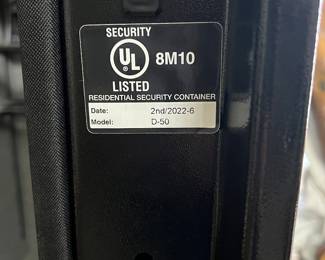 SECURITY
UL 8M10
LISTED
RESIDENTIAL SECURITY CONTAINER
Date: 2nd/2022-6
Model: D-50